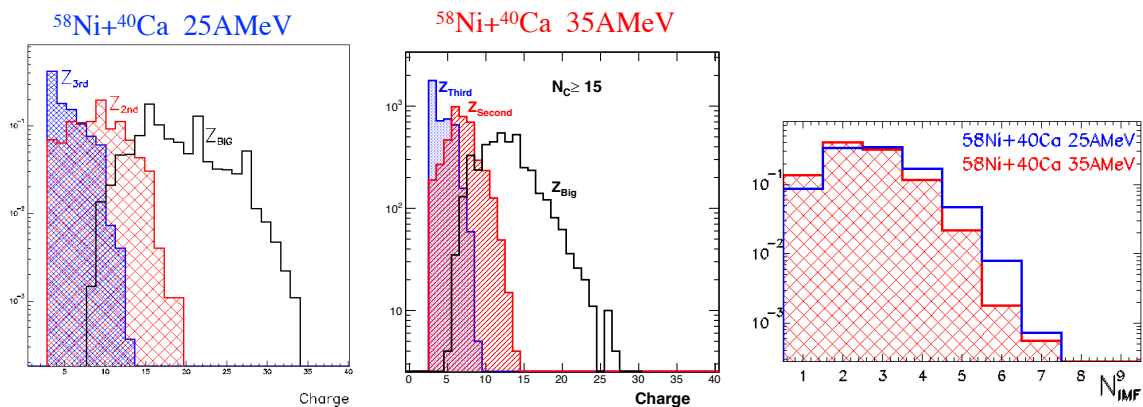 58Ni+40Ca 25AMeV
10-1
10-2
10-3
Z3rd
Z2nd
ZBIG
5 10 15 20 25 30 35 40
Charge
58Ni+40Ca 35AMeV
103
102
10
ZThird
NC≥ 15
ZSecond
ZBig
0 5 10 15 20 25 30 35 40
Charge
58Ni+40Ca 25AMeV
58Ni+40Ca 35AMeV
10-1
10-2
10-3
1 2 3 4 5 6 7 8 9
NIMF